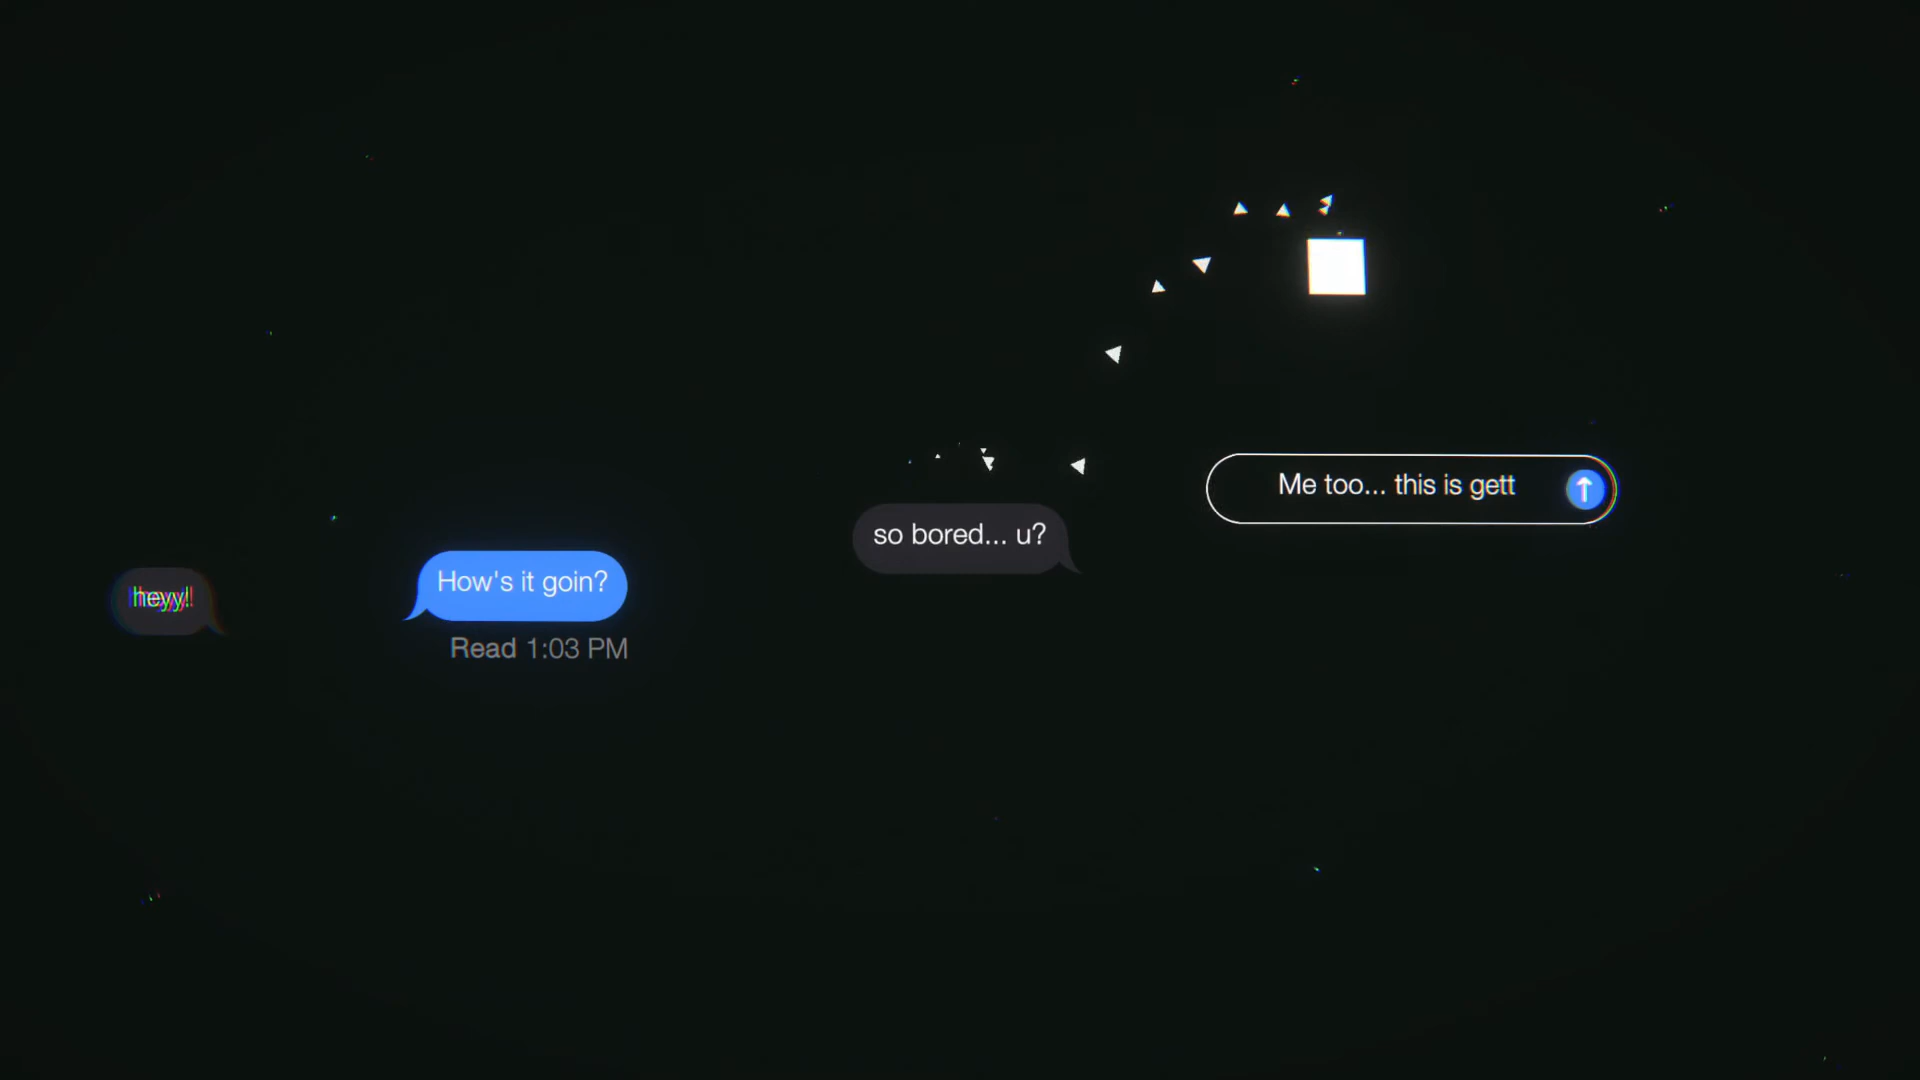 heyy!
How's it goin?
Read 1:03 PM
so bored... u?
Me too... this is gett